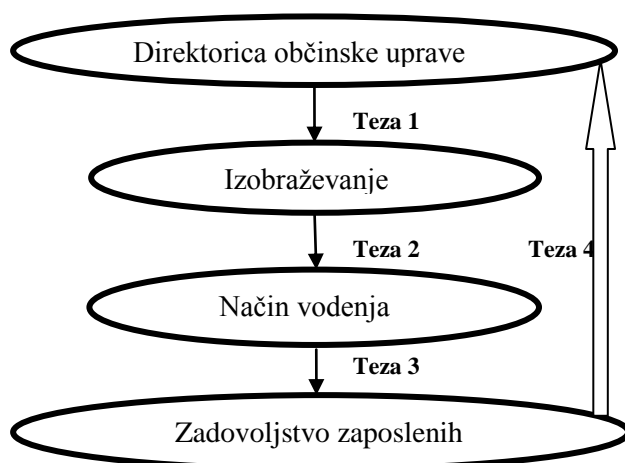 Direktorica občinske uprave
Teza 1
Izobraževanje
Teza 2
Teza 4
Način vodenja
Teza 3
Zadovoljstvo zaposlenih